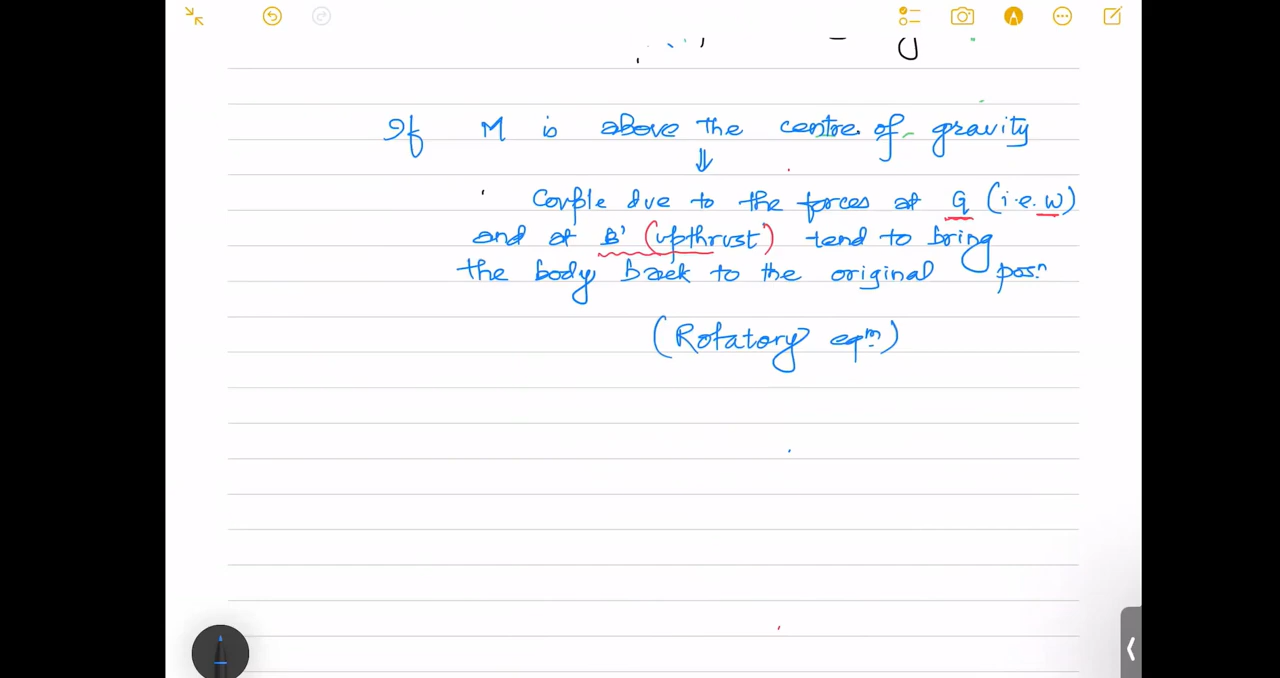 If M is above the centre of gravity
⇓
Couple due to the forces at G (i.e. W)
and at B' (upthrust) tend to bring
the body back to the original posn
(Rotatory eqm)